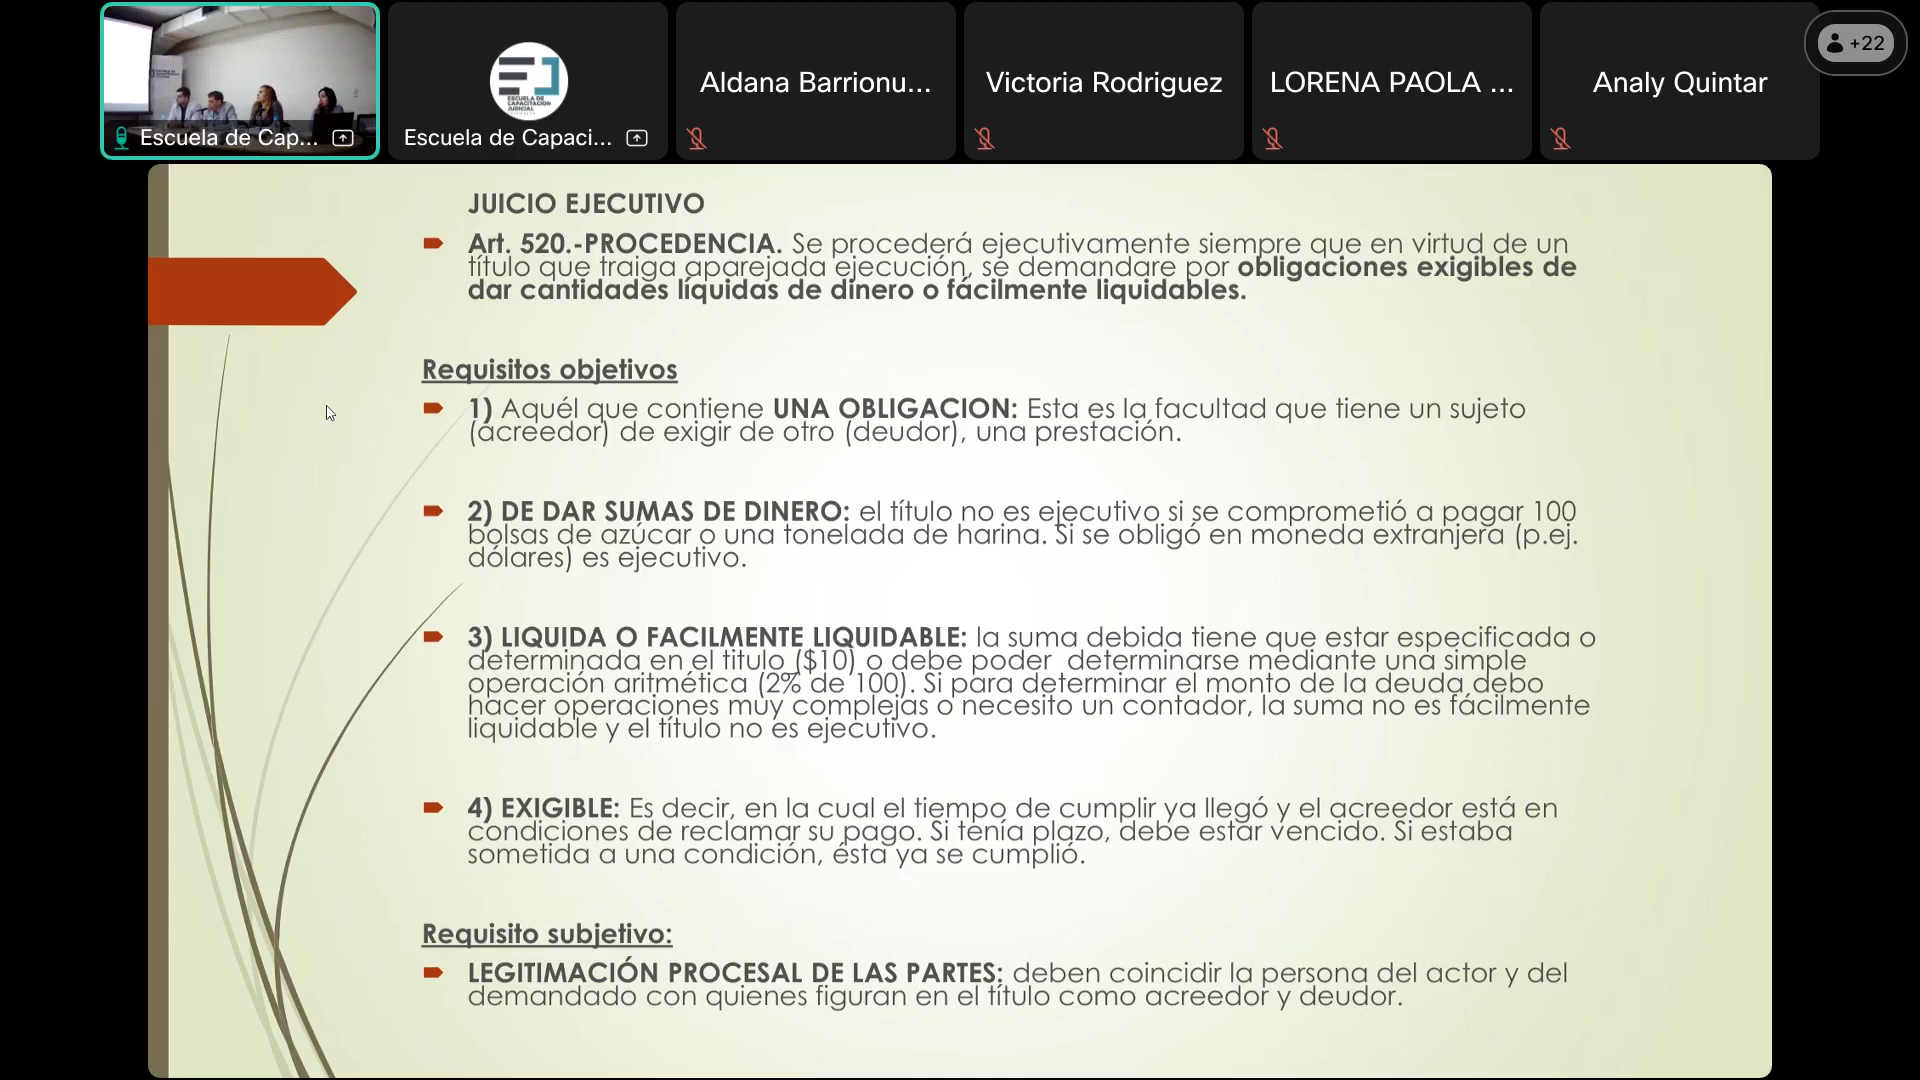 Escuela de Cap...
ESCUELA DE
CAPACITACION
JUDICIAL
Escuela de Capaci...
Aldana Barrionu...
Victoria Rodriguez
LORENA PAOLA ...
Analy Quintar
+22
JUICIO EJECUTIVO
Art. 520.-PROCEDENCIA. Se procederá ejecutivamente siempre que en virtud de un
título que traiga aparejada ejecución, se demandare por obligaciones exigibles de
dar cantidades líquidas de dinero o fácilmente liquidables.
Requisitos objetivos
1) Aquél que contiene UNA OBLIGACION: Esta es la facultad que tiene un sujeto
(acreedor) de exigir de otro (deudor), una prestación.
2) DE DAR SUMAS DE DINERO: el título no es ejecutivo si se comprometió a pagar 100
bolsas de azúcar o una tonelada de harina. Si se obligó en moneda extranjera (p.ej.
dólares) es ejecutivo.
3) LIQUIDA O FACILMENTE LIQUIDABLE: la suma debida tiene que estar especificada o
determinada en el titulo ($10) o debe poder determinarse mediante una simple
operación aritmética (2% de 100). Si para determinar el monto de la deuda debo
hacer operaciones muy complejas o necesito un contador, la suma no es fácilmente
liquidable y el título no es ejecutivo.
4) EXIGIBLE: Es decir, en la cual el tiempo de cumplir ya llegó y el acreedor está en
condiciones de reclamar su pago. Si tenía plazo, debe estar vencido. Si estaba
sometida a una condición, ésta ya se cumplió.
Requisito subjetivo:
LEGITIMACIÓN PROCESAL DE LAS PARTES: deben coincidir la persona del actor y del
demandado con quienes figuran en el título como acreedor y deudor.